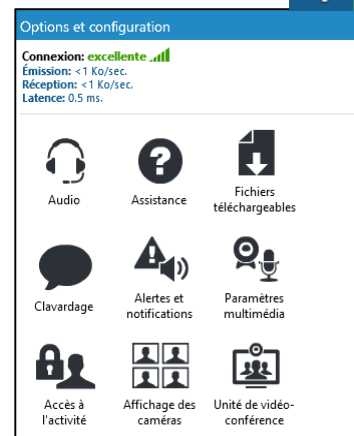 Options et configuration
Connexion: excellente
Émission: <1 Ko/sec.
Réception: <1 Ko/sec.
Latence: 0.5 ms.
Audio
Assistance
Fichiers
téléchargeables
Clavardage
Alertes et
notifications
Paramètres
multimédia
Accès à
l'activité
Affichage des
caméras
Unité de vidéo-
conférence